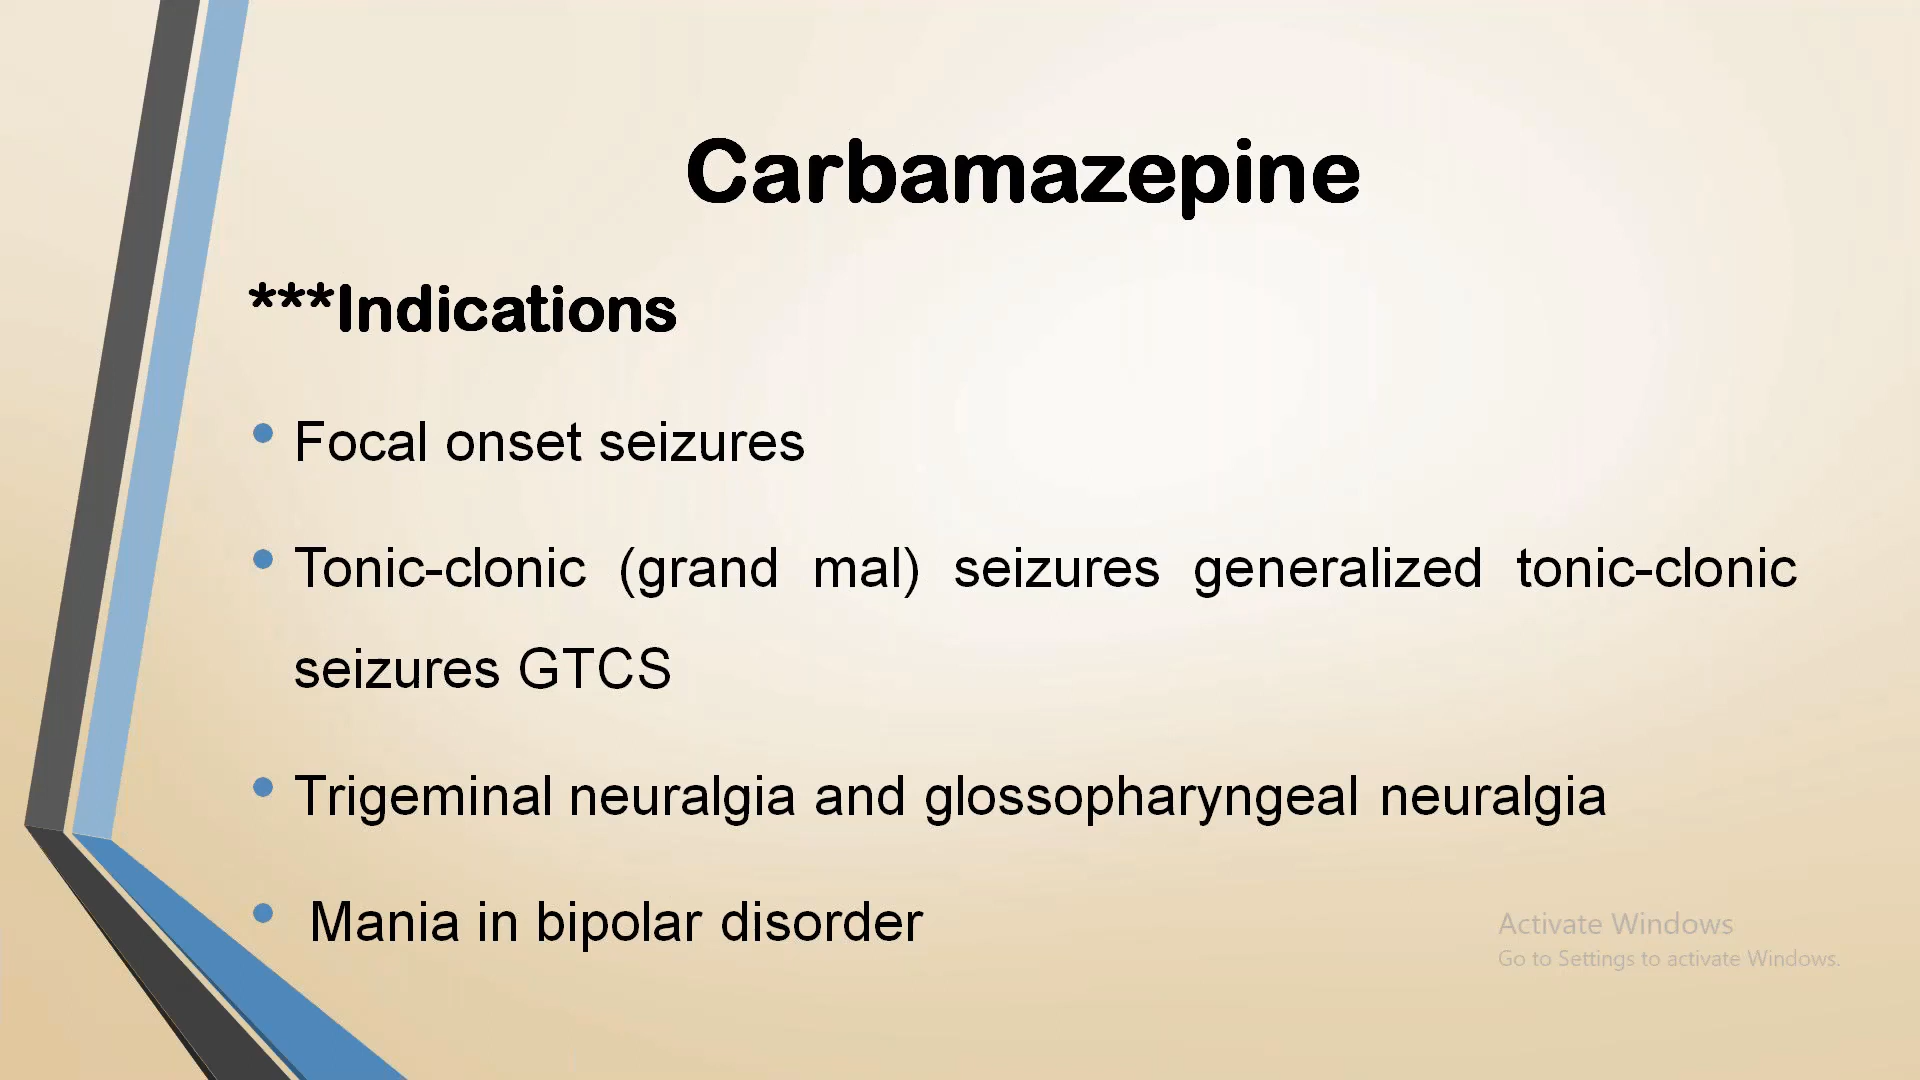 Carbamazepine
***Indications
• Focal onset seizures
• Tonic-clonic (grand mal) seizures generalized tonic-clonic
seizures GTCS
• Trigeminal neuralgia and glossopharyngeal neuralgia
• Mania in bipolar disorder
Activate Windows
Go to Settings to activate Windows.